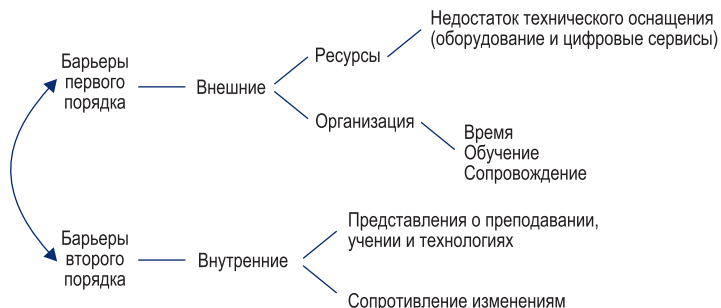 Недостаток технического оснащения
(оборудование и цифровые сервисы)
Ресурсы
Барьеры
первого
порядка
Внешние
Организация
Время
Обучение
Сопровождение
Представления о преподавании,
учении и технологиях
Барьеры
второго
порядка
Внутренние
Сопротивление изменениям